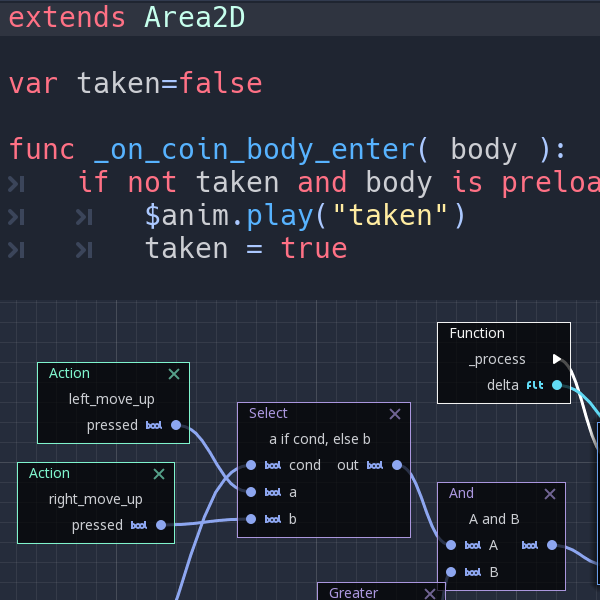 extends Area2D
var taken=false
func _on_coin_body_enter( body ):
if not taken and body is preloa
$anim.play("taken")
taken = true
Function
_process
delta flt
Action
left_move_up
pressed bool
Select
a if cond, else b
bool cond out bool
bool a
bool b
Action
right_move_up
pressed bool
And
A and B
bool A bool
bool B
Greater